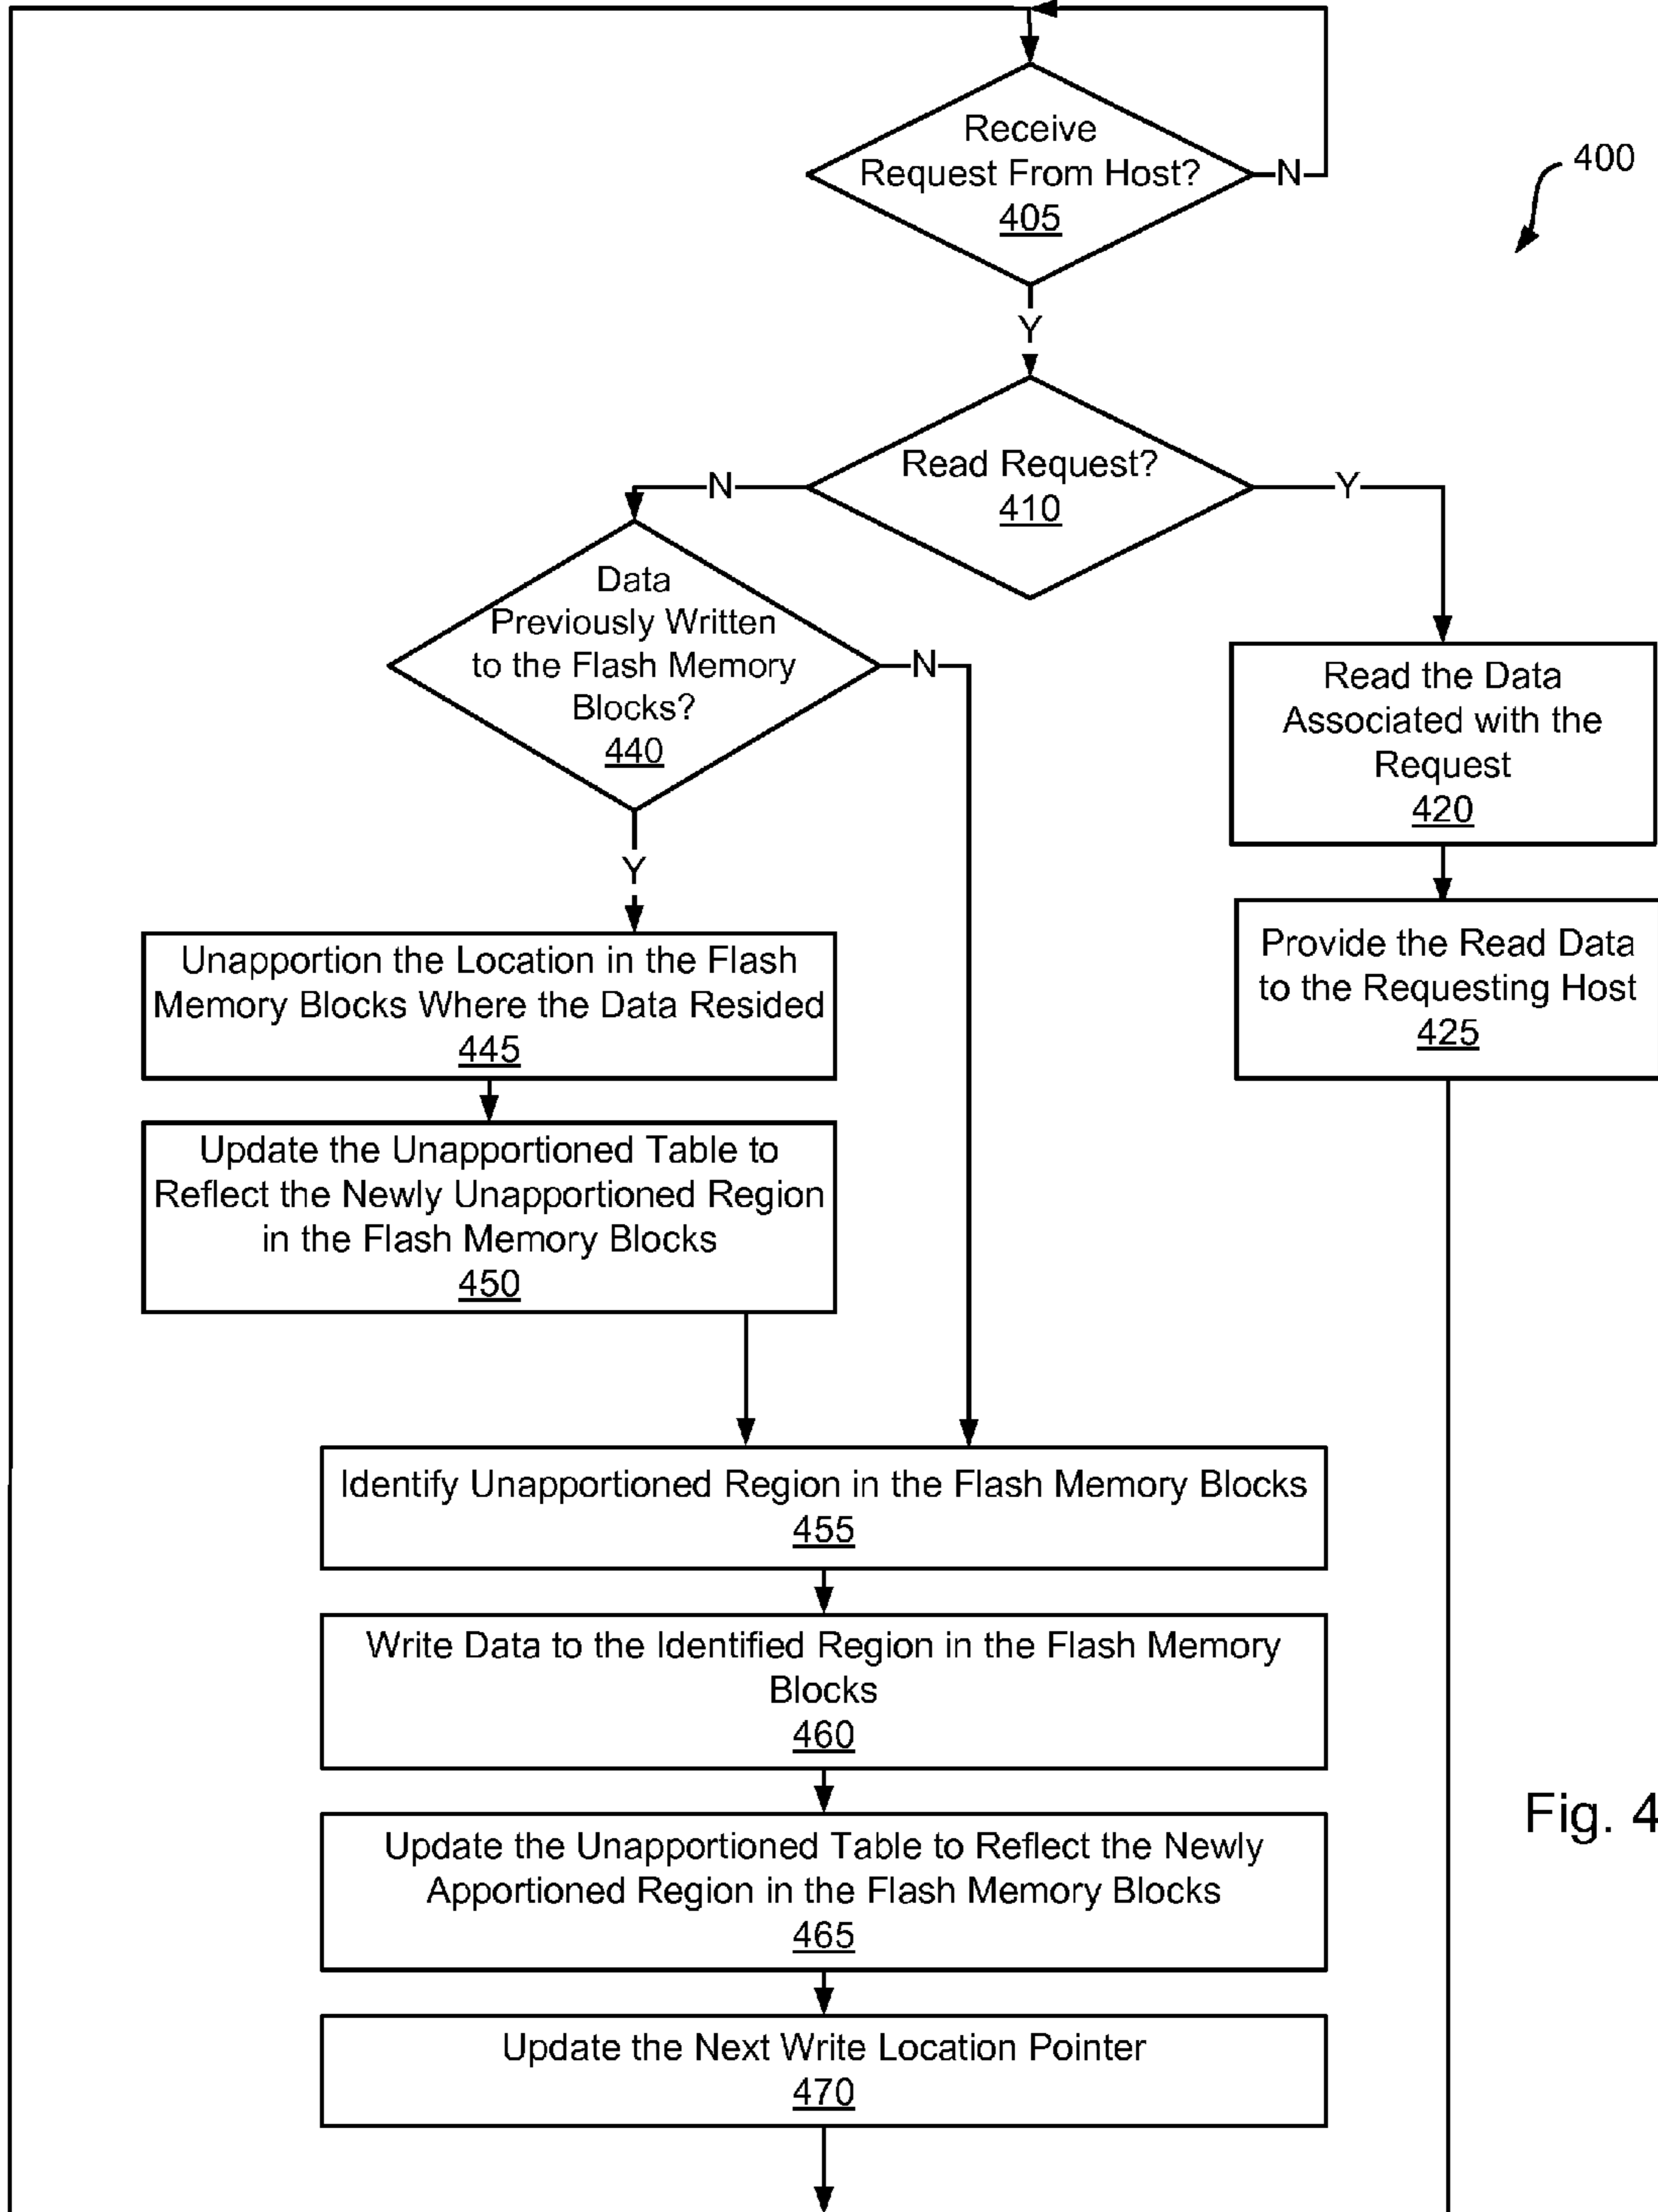 Receive
Request From Host?
405
N
400
Y
Read Request?
410
N
Y
Data
Previously Written
to the Flash Memory
Blocks?
440
N
Y
Read the Data
Associated with the
Request
420
Provide the Read Data
to the Requesting Host
425
Unapportion the Location in the Flash
Memory Blocks Where the Data Resided
445
Update the Unapportioned Table to
Reflect the Newly Unapportioned Region
in the Flash Memory Blocks
450
Identify Unapportioned Region in the Flash Memory Blocks
455
Write Data to the Identified Region in the Flash Memory
Blocks
460
Update the Unapportioned Table to Reflect the Newly
Apportioned Region in the Flash Memory Blocks
465
Update the Next Write Location Pointer
470
Fig. 4